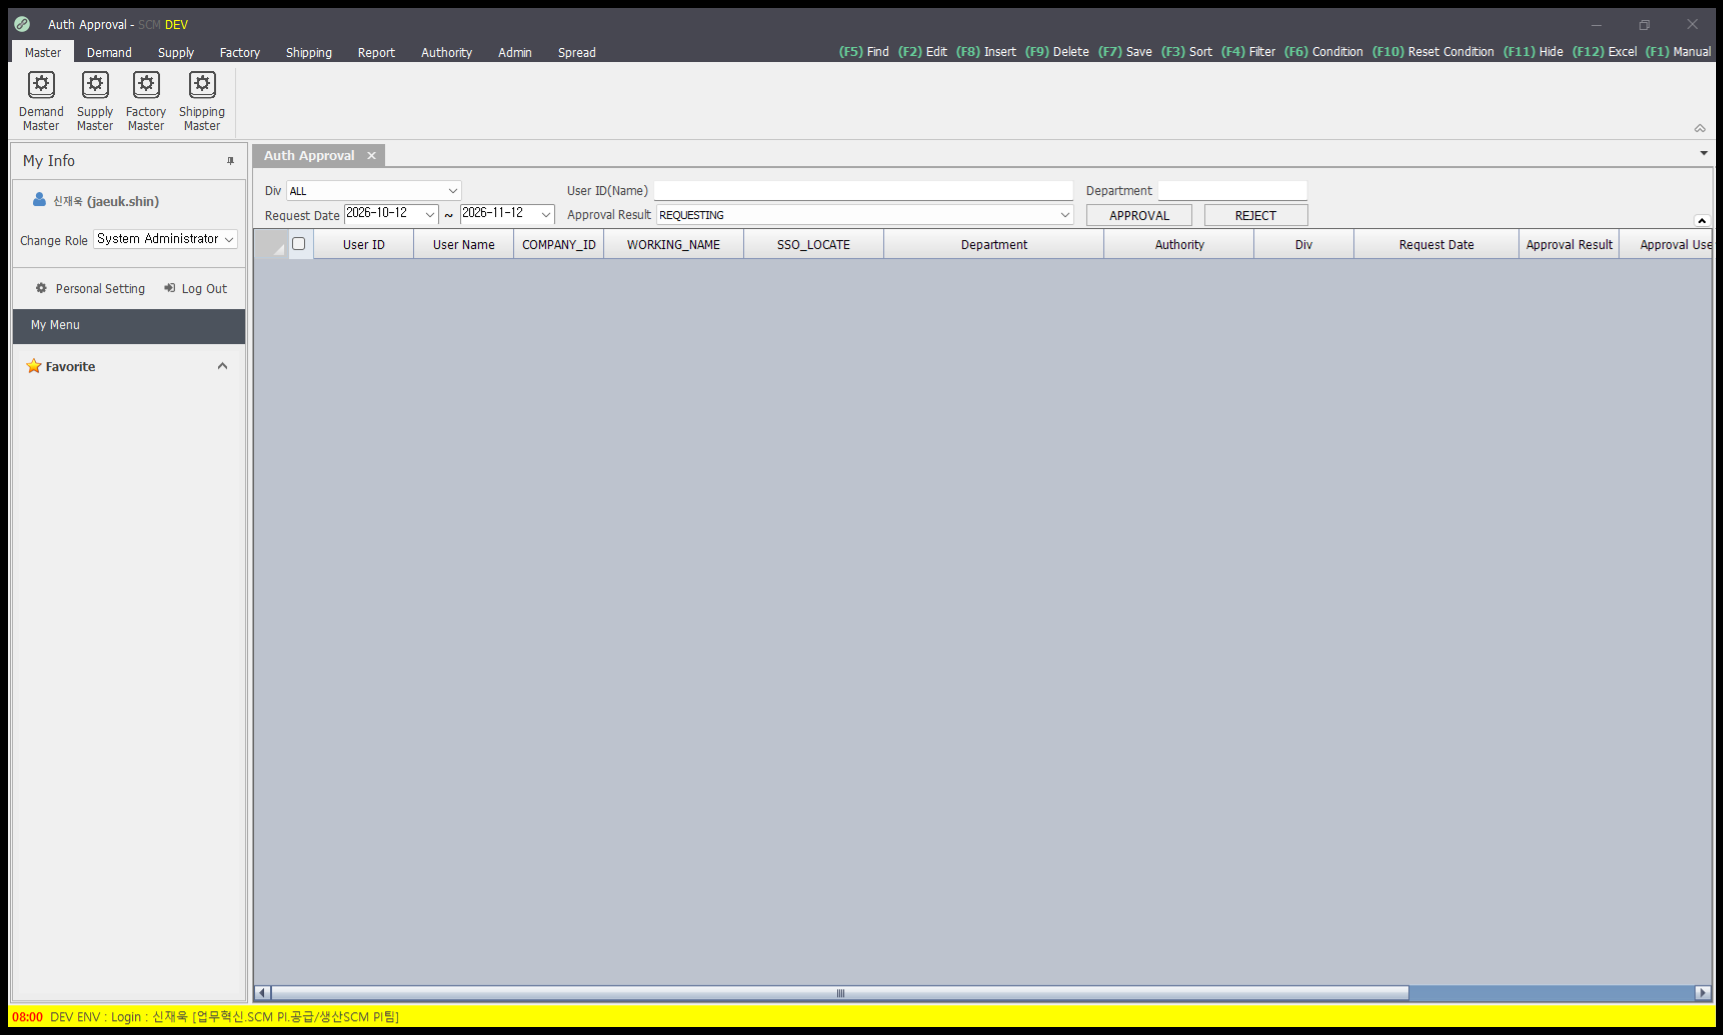 Auth Approval - SCM DEV
Master Demand Supply Factory Shipping Report Authority Admin Spread (F5) Find (F2) Edit (F8) Insert (F9) Delete (F7) Save (F3) Sort (F4) Filter (F6) Condition (F10) Reset Condition (F11) Hide (F12) Excel (F1) Manual
Demand Master
Supply Master
Factory Master
Shipping Master
My Info
신재욱 (jaeuk.shin)
Change Role System Administrator
Personal Setting Log Out
My Menu
Favorite
Auth Approval
Div ALL User ID(Name) Department
Request Date 2026-10-12 ~ 2026-11-12 Approval Result REQUESTING APPROVAL REJECT
User ID User Name COMPANY_ID WORKING_NAME SSO_LOCATE Department Authority Div Request Date Approval Result Approval Use
08:00 DEV ENV : Login : 신재욱 [업무혁신.SCM PI.공급/생산SCM PI팀]